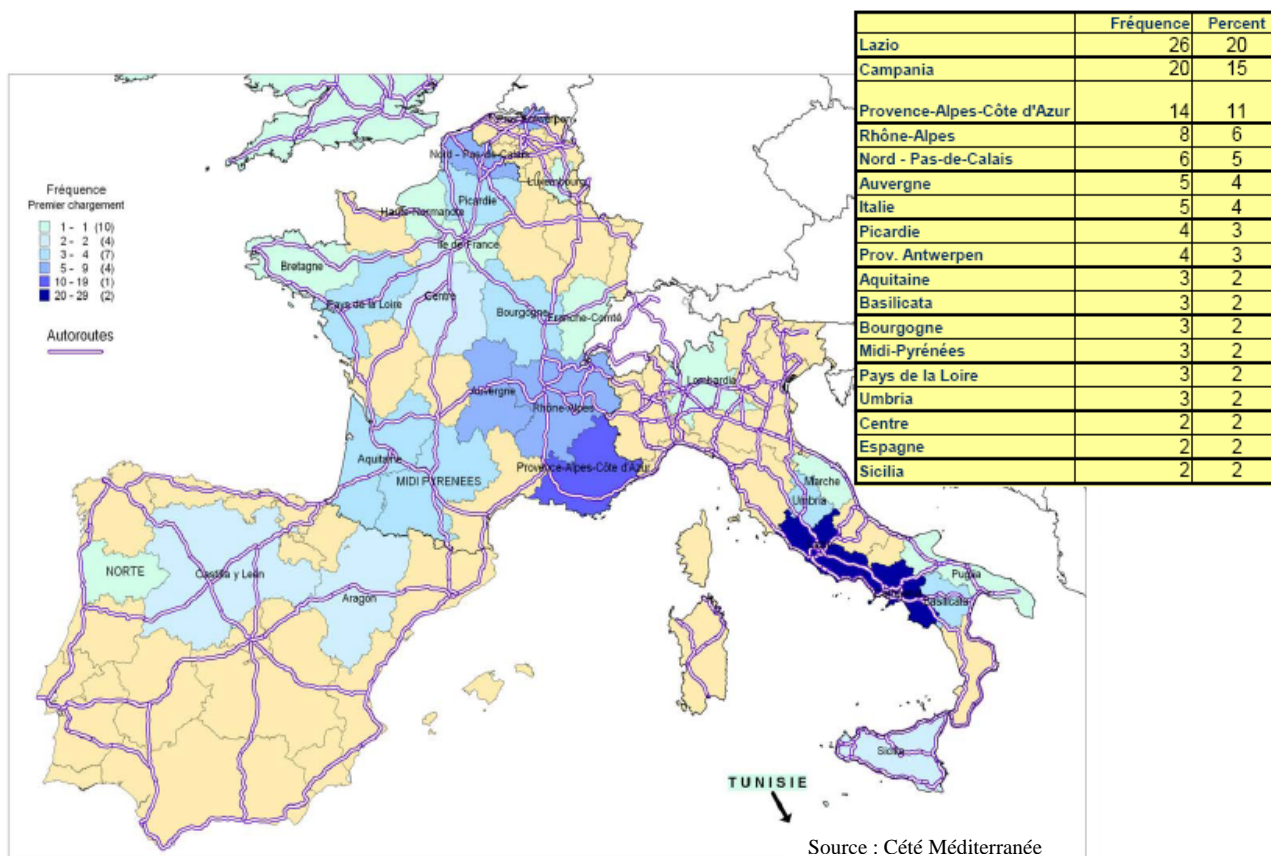 Fréquence Percent
Lazio 26 20
Campania 20 15
Provence-Alpes-Côte d'Azur 14 11
Rhône-Alpes 8 6
Nord - Pas-de-Calais 6 5
Auvergne 5 4
Italie 5 4
Picardie 4 3
Prov. Antwerpen 4 3
Aquitaine 3 2
Basilicata 3 2
Bourgogne 3 2
Midi-Pyrénées 3 2
Pays de la Loire 3 2
Umbria 3 2
Centre 2 2
Espagne 2 2
Sicilia 2 2
Fréquence
Premier chargement
1 - 1 (10)
2 - 2 (4)
3 - 4 (7)
5 - 9 (4)
10 - 19 (1)
20 - 29 (2)
Autoroutes
Nord - Pas-de-Calais
Luxembourg
Picardie
Haute-Normandie
Ile de France
Bretagne
Pays de la Loire
Centre
Bourgogne
Franche-Comté
Auvergne
Rhône-Alpes
Lombardia
Aquitaine
MIDI PYRENEES
Provence-Alpes-Côte d'Azur
Marche
Umbria
NORTE
Castilla y León
Aragón
Puglia
Basilicata
Sicilia
TUNISIE
Source : Cété Méditerranée